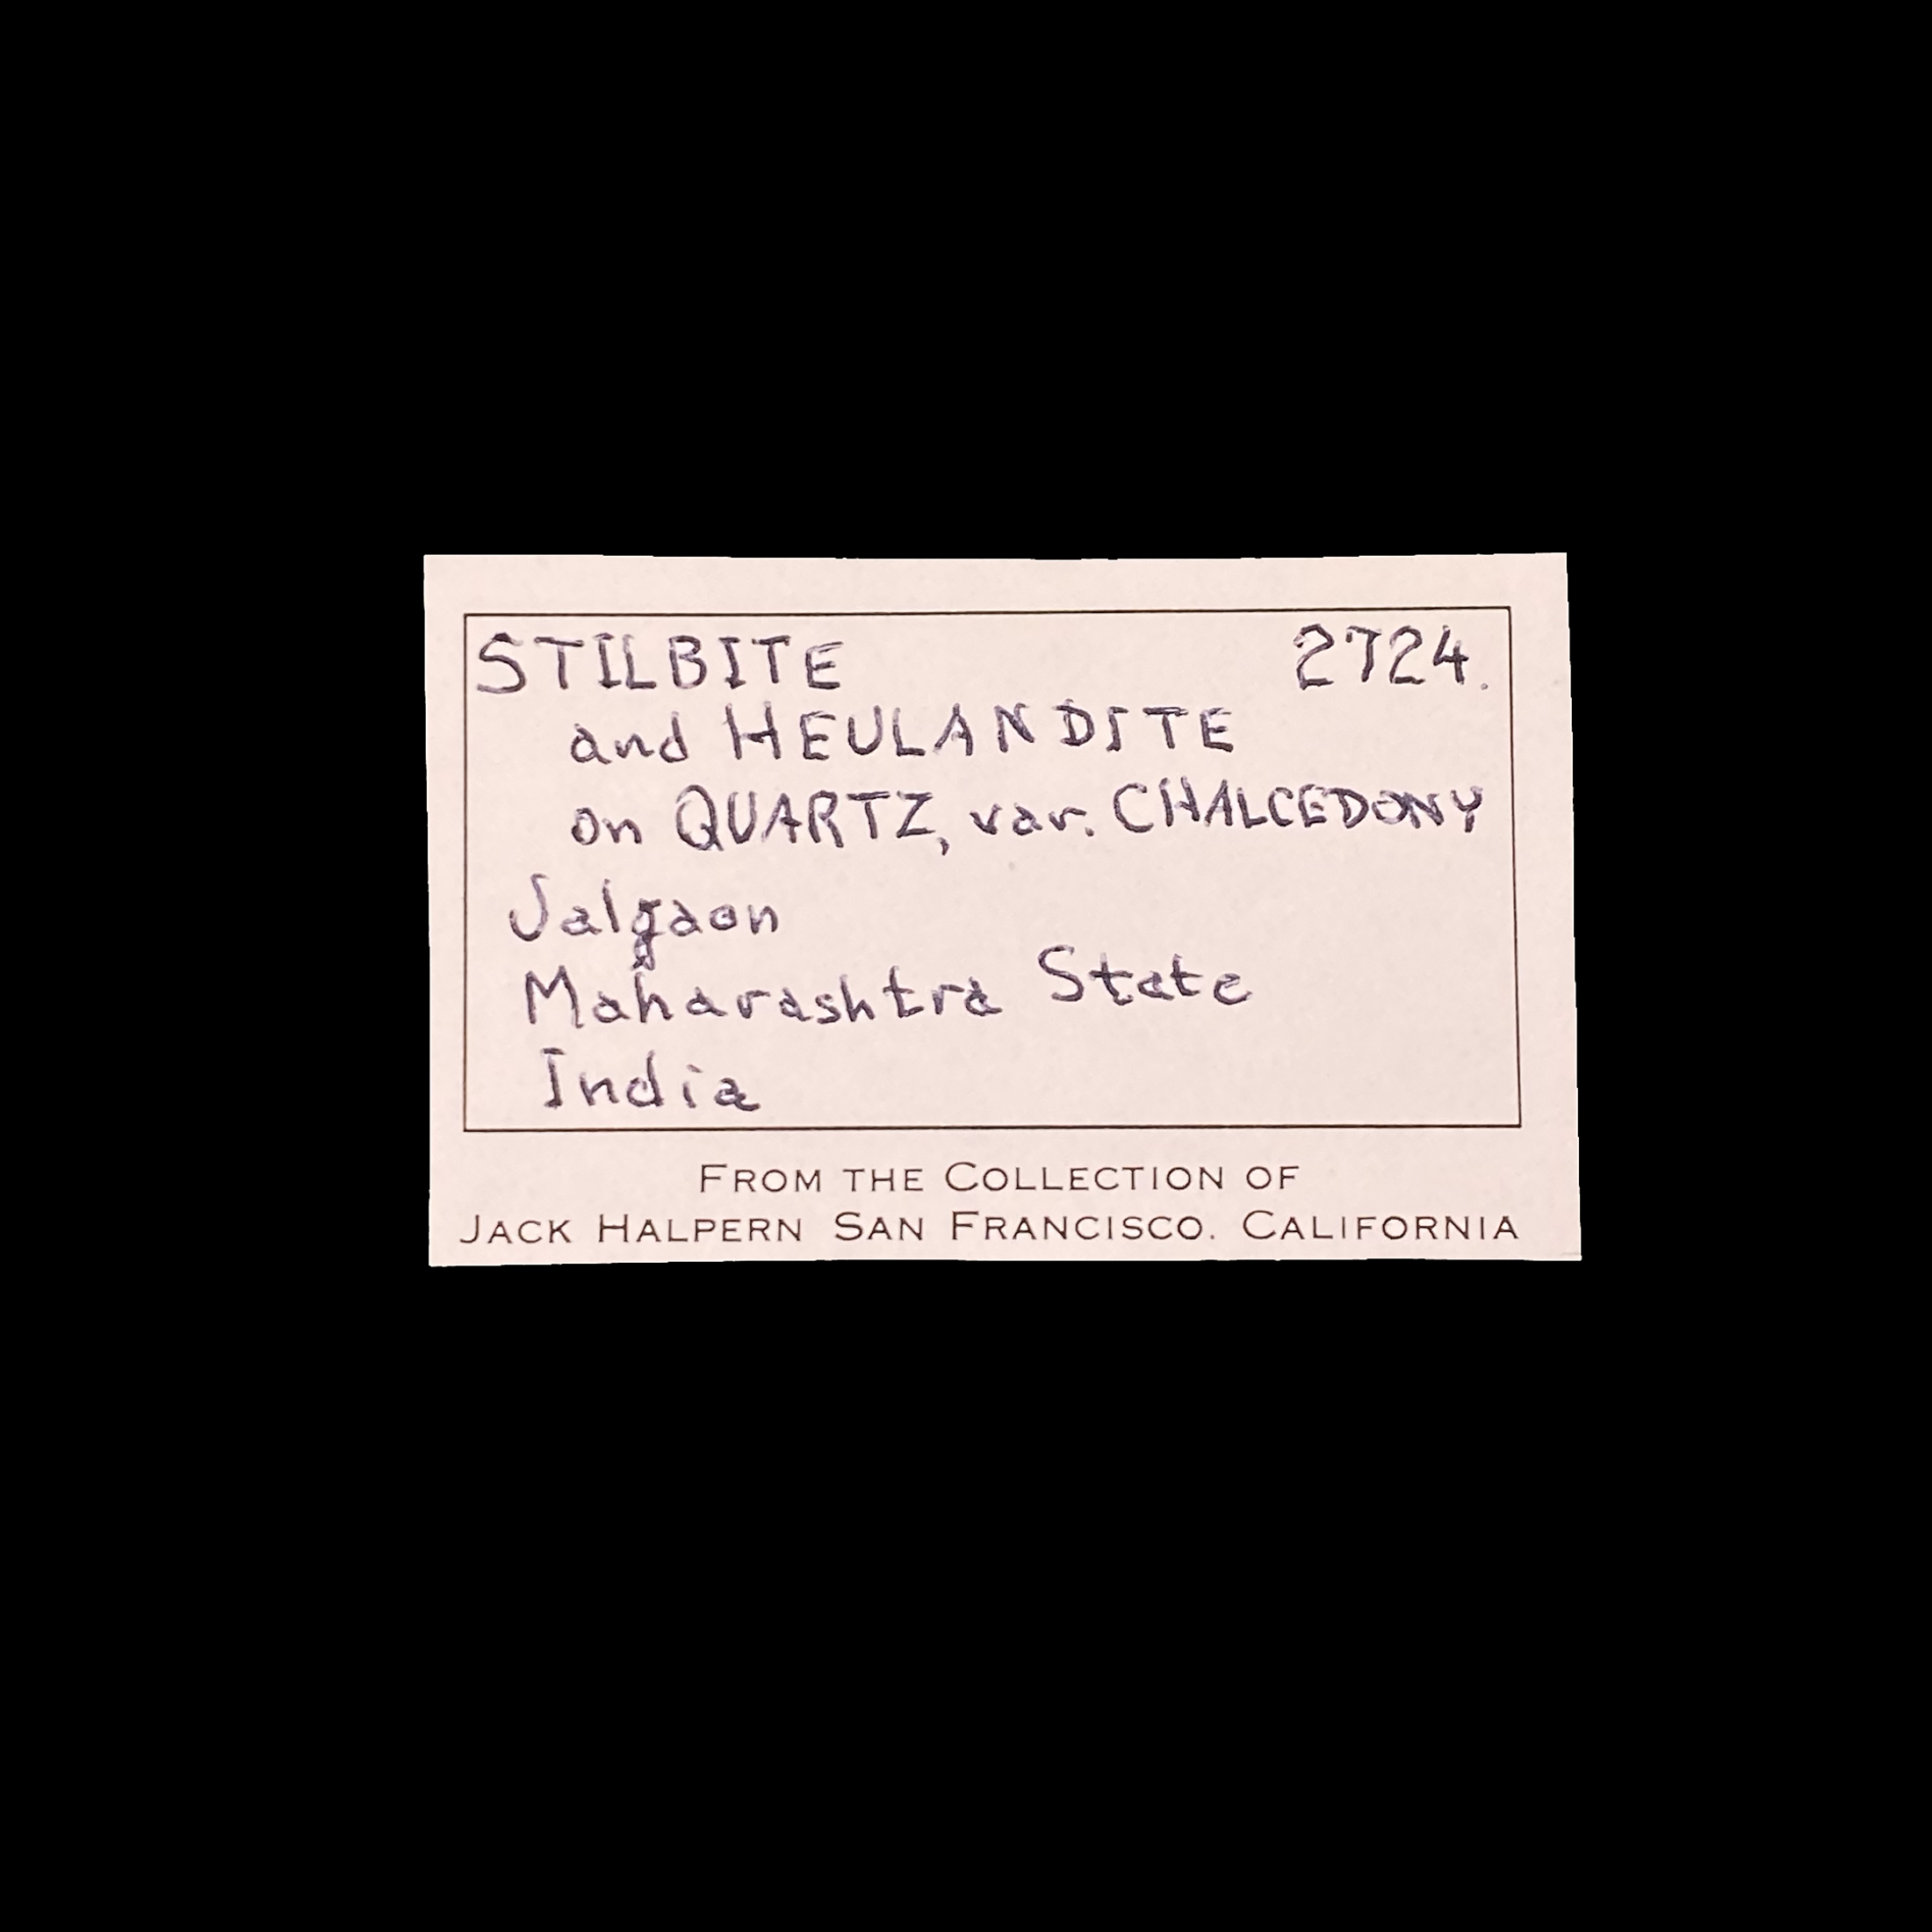 STILBITE 2724.
and HEULANDITE
on QUARTZ, var. CHALCEDONY
Jalgaon
Maharashtra State
India
FROM THE COLLECTION OF
JACK HALPERN SAN FRANCISCO. CALIFORNIA